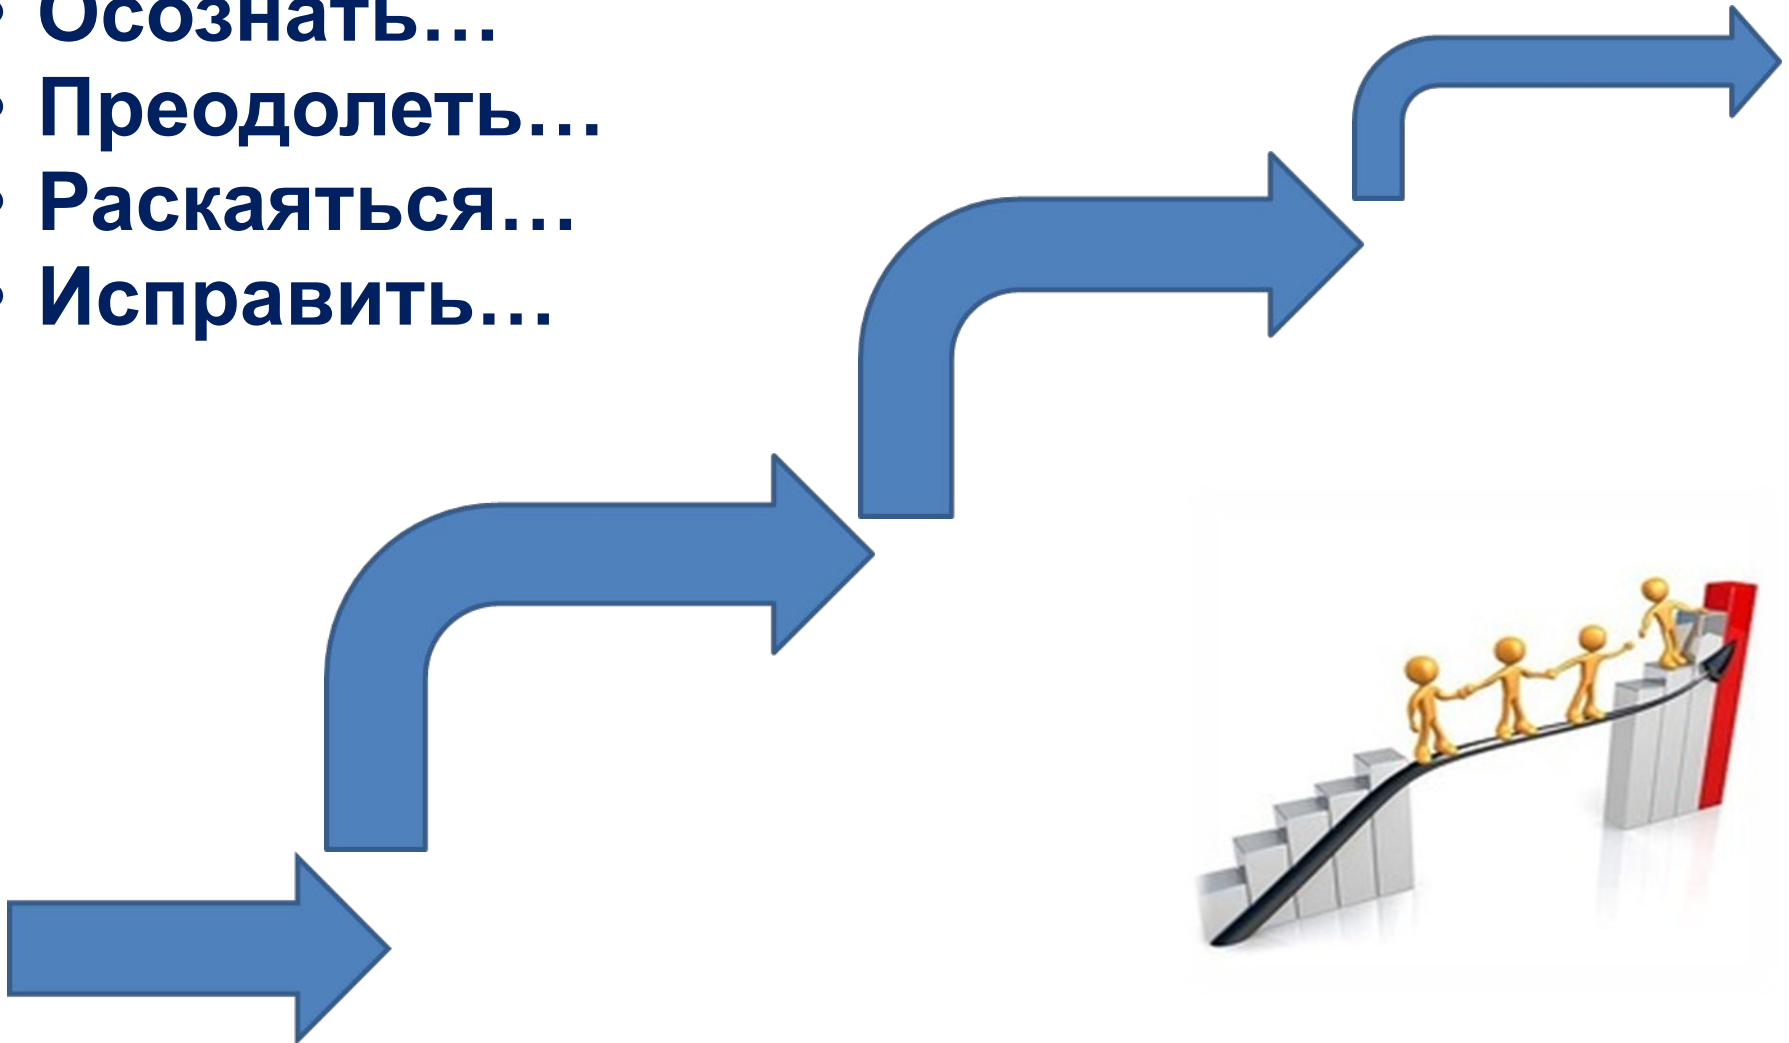 • Осознать...
• Преодолеть...
• Раскаяться...
• Исправить...